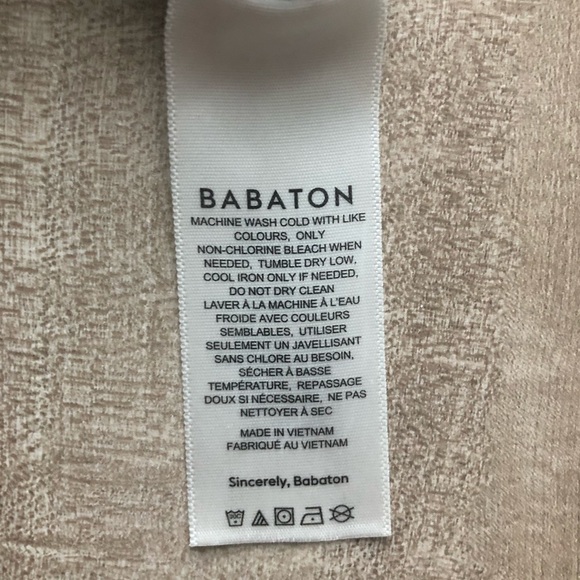 BABATON
MACHINE WASH COLD WITH LIKE
COLOURS, ONLY
NON-CHLORINE BLEACH WHEN
NEEDED, TUMBLE DRY LOW,
COOL IRON ONLY IF NEEDED,
DO NOT DRY CLEAN
LAVER À LA MACHINE À L'EAU
FROIDE AVEC COULEURS
SEMBLABLES, UTILISER
SEULEMENT UN JAVELLISANT
SANS CHLORE AU BESOIN,
SÉCHER À BASSE
TEMPÉRATURE, REPASSAGE
DOUX SI NÉCESSAIRE, NE PAS
NETTOYER À SEC
MADE IN VIETNAM
FABRIQUÉ AU VIETNAM
Sincerely, Babaton